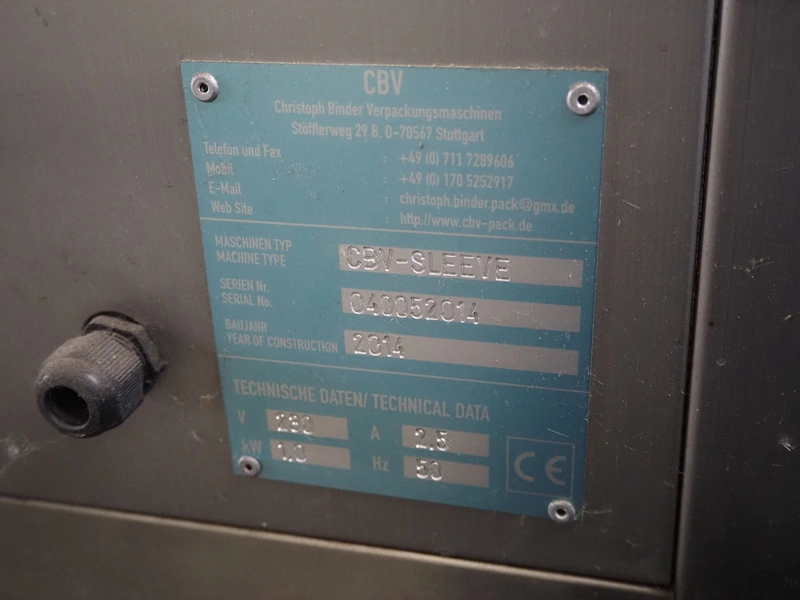 CBV
Christoph Binder Verpackungsmaschinen
Stöfflerweg 29 B, D-70567 Stuttgart
Telefon und Fax : +49 (0) 711 7289606
Mobil : +49 (0) 170 5252917
E-Mail : christoph.binder.pack@gmx.de
Web Site : http://www.cbv-pack.de
MASCHINEN TYP
MACHINE TYPE CBV-SLEEVE
SERIEN Nr.
SERIAL No. 040052014
BAUJAHR
YEAR OF CONSTRUCTION 2014
TECHNISCHE DATEN/ TECHNICAL DATA
V 230 A 2,5
kW 1.0 Hz 50
CE